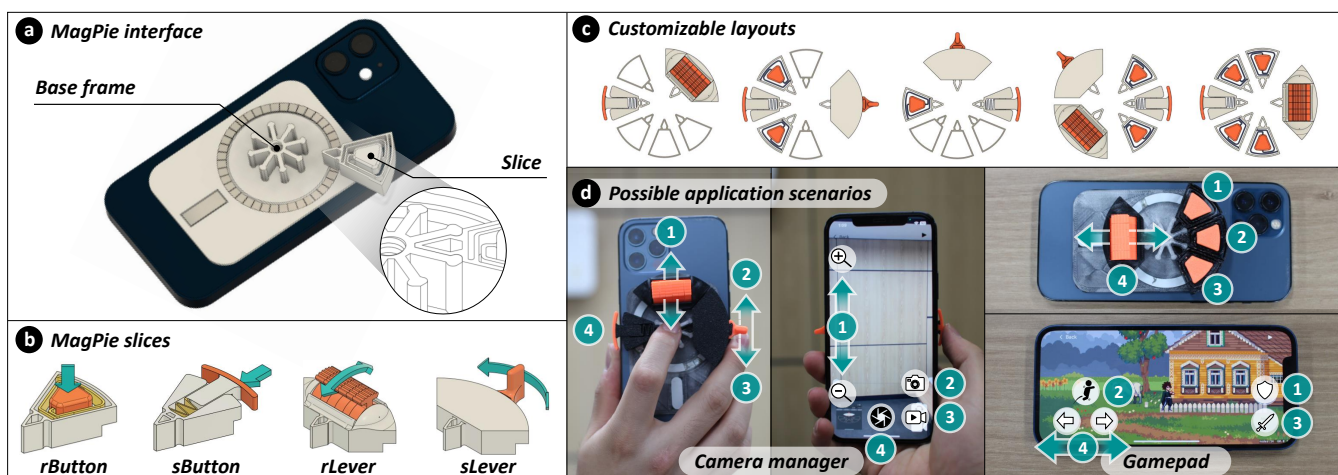 a MagPie interface
Base frame
Slice
b MagPie slices
rButton
sButton
rLever
sLever
c Customizable layouts
d Possible application scenarios
1
2
4
3
1
2
3
4
Camera manager
1
2
4
3
1
2
4
3
Gamepad